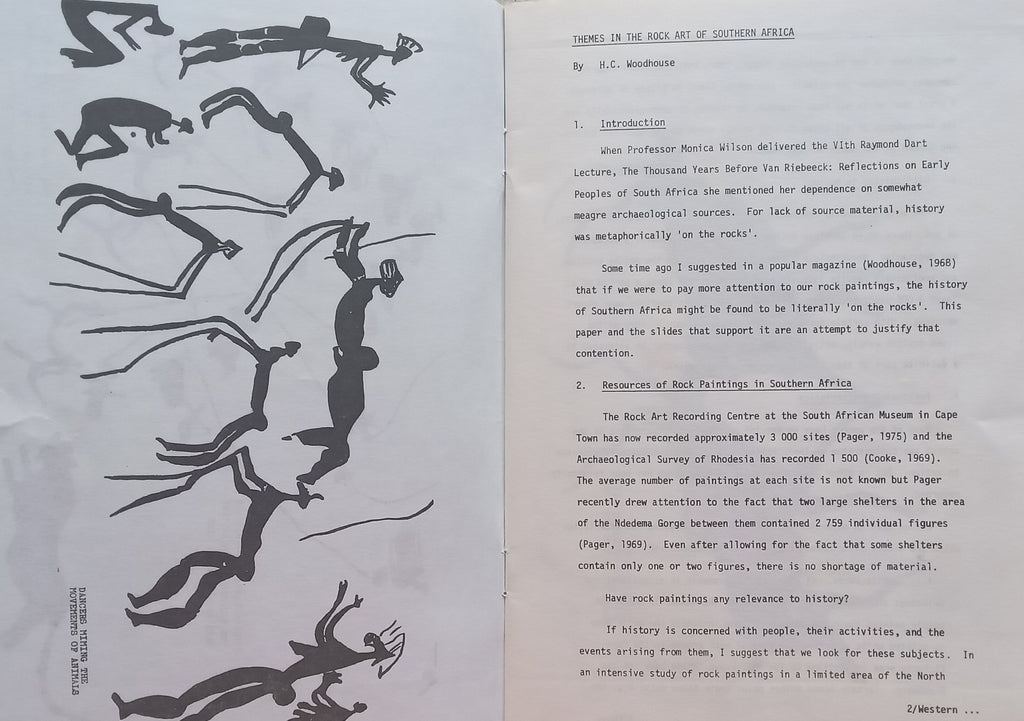 DANCERS MIMING THE
MOVEMENTS OF ANIMALS
THEMES IN THE ROCK ART OF SOUTHERN AFRICA
By H.C. Woodhouse
1. Introduction
When Professor Monica Wilson delivered the VIth Raymond Dart
Lecture, The Thousand Years Before Van Riebeeck: Reflections on Early
Peoples of South Africa she mentioned her dependence on somewhat
meagre archaeological sources. For lack of source material, history
was metaphorically 'on the rocks'.
Some time ago I suggested in a popular magazine (Woodhouse, 1968)
that if we were to pay more attention to our rock paintings, the history
of Southern Africa might be found to be literally 'on the rocks'. This
paper and the slides that support it are an attempt to justify that
contention.
2. Resources of Rock Paintings in Southern Africa
The Rock Art Recording Centre at the South African Museum in Cape
Town has now recorded approximately 3 000 sites (Pager, 1975) and the
Archaeological Survey of Rhodesia has recorded 1 500 (Cooke, 1969).
The average number of paintings at each site is not known but Pager
recently drew attention to the fact that two large shelters in the area
of the Ndedema Gorge between them contained 2 759 individual figures
(Pager, 1969). Even after allowing for the fact that some shelters
contain only one or two figures, there is no shortage of material.
Have rock paintings any relevance to history?
If history is concerned with people, their activities, and the
events arising from them, I suggest that we look for these subjects. In
an intensive study of rock paintings in a limited area of the North
2/Western ...